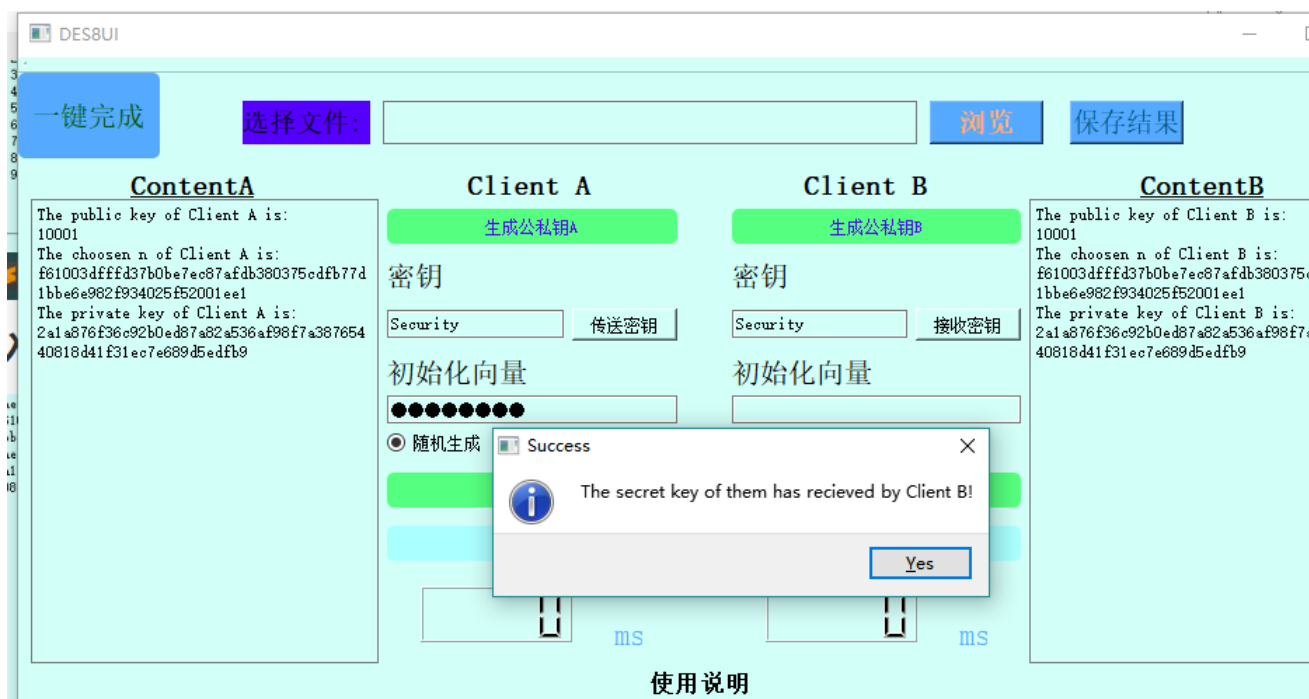 DES8UI
一键完成
选择文件:
浏览
保存结果
ContentA
Client A
Client B
ContentB
The public key of Client A is:
10001
The choosen n of Client A is:
f61003dfffd37b0be7ec87afdb380375cdfb77d
1bbe6e982f934025f52001ee1
The private key of Client A is:
2a1a876f36c92b0ed87a82a536af98f7a387654
40818d41f31ec7e689d5edfb9
生成公私钥A
密钥
Security
传送密钥
初始化向量
随机生成
生成公私钥B
密钥
Security
接收密钥
初始化向量
The public key of Client B is:
10001
The choosen n of Client B is:
f61003dfffd37b0be7ec87afdb380375
1bbe6e982f934025f52001ee1
The private key of Client B is:
2a1a876f36c92b0ed87a82a536af98f7
40818d41f31ec7e689d5edfb9
Success
The secret key of them has recieved by Client B!
Yes
0
ms
0
ms
使用说明